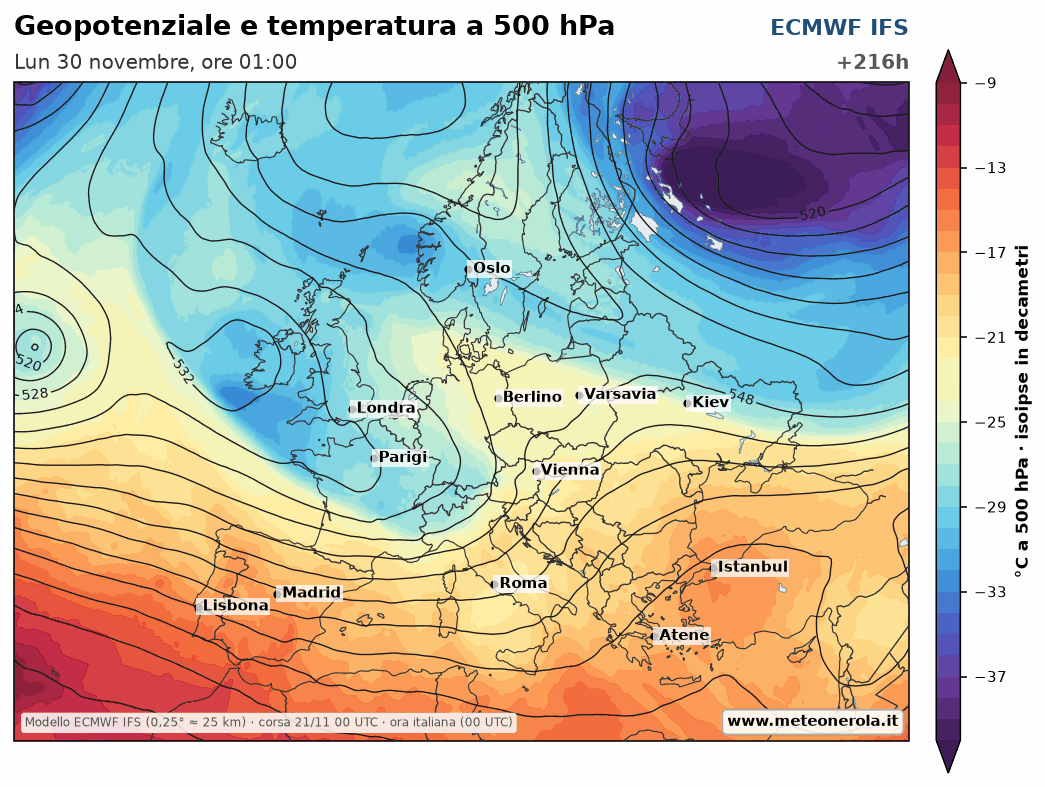 Geopotenziale e temperatura a 500 hPa
ECMWF IFS
Lun 30 novembre, ore 01:00
+216h
520
Oslo
4
520
528
532
Londra
Berlino
Varsavia
Kiev
548
Parigi
Vienna
Lisbona
Madrid
Roma
Istanbul
Atene
Modello ECMWF IFS (0,25° ≈ 25 km) · corsa 21/11 00 UTC · ora italiana (00 UTC)
www.meteonerola.it
−9
−13
−17
−21
−25
−29
−33
−37
°C a 500 hPa · isoipse in decametri